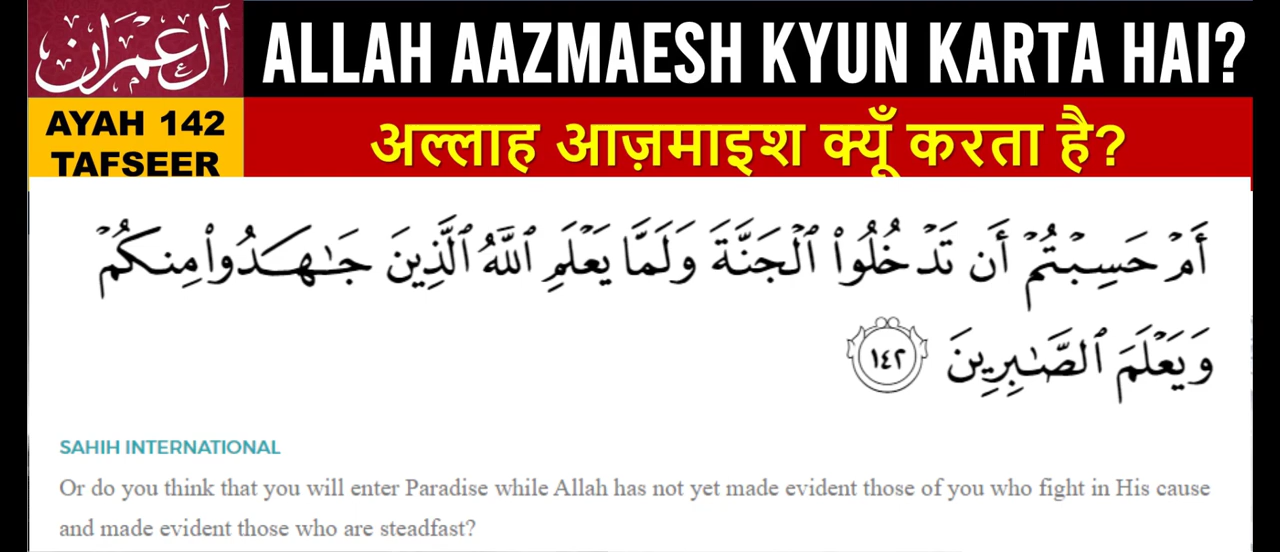 آل عمران
ALLAH AAZMAESH KYUN KARTA HAI?
AYAH 142
TAFSEER
अल्लाह आज़माइश क्यूँ करता है?
أَمْ حَسِبْتُمْ أَن تَدْخُلُوا۟ ٱلْجَنَّةَ وَلَمَّا يَعْلَمِ ٱللَّهُ ٱلَّذِينَ جَـٰهَدُوا۟ مِنكُمْ
وَيَعْلَمَ ٱلصَّـٰبِرِينَ ١٤٢
SAHIH INTERNATIONAL
Or do you think that you will enter Paradise while Allah has not yet made evident those of you who fight in His cause
and made evident those who are steadfast?